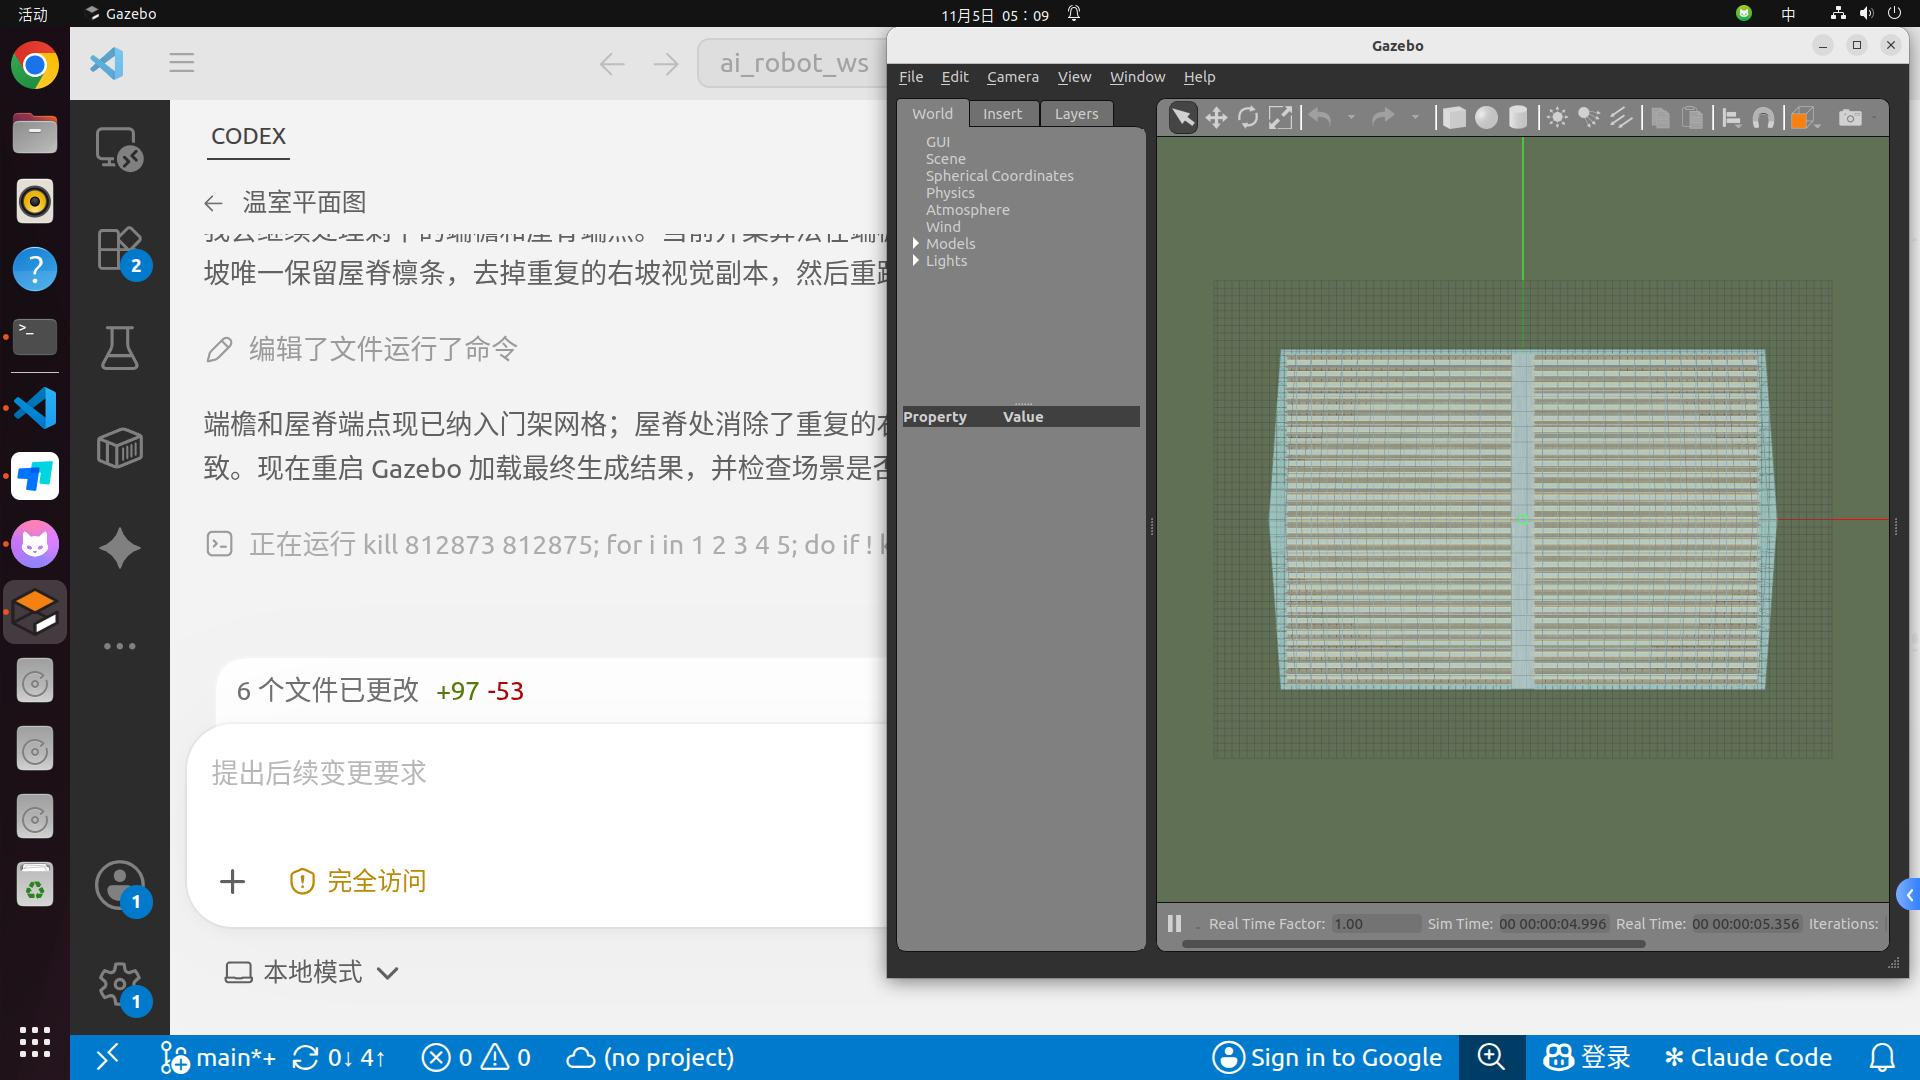 活动
Gazebo
11月5日 05：09
中
ai_robot_ws
CODEX
温室平面图
坡唯一保留屋脊檩条，去掉重复的右坡视觉副本，然后重
编辑了文件运行了命令
端檐和屋脊端点现已纳入门架网格；屋脊处消除了重复的
致。现在重启 Gazebo 加载最终生成结果，并检查场景是
正在运行 kill 812873 812875; for i in 1 2 3 4 5; do if ! k
6 个文件已更改 +97 -53
提出后续变更要求
完全访问
本地模式
2
1
1
main*+ 0↓ 4↑ 0 0 (no project)
Sign in to Google
登录
Claude Code
Gazebo
File Edit Camera View Window Help
World Insert Layers
GUI
Scene
Spherical Coordinates
Physics
Atmosphere
Wind
Models
Lights
Property Value
Real Time Factor: 1.00 Sim Time: 00 00:00:04.996 Real Time: 00 00:00:05.356 Iterations: